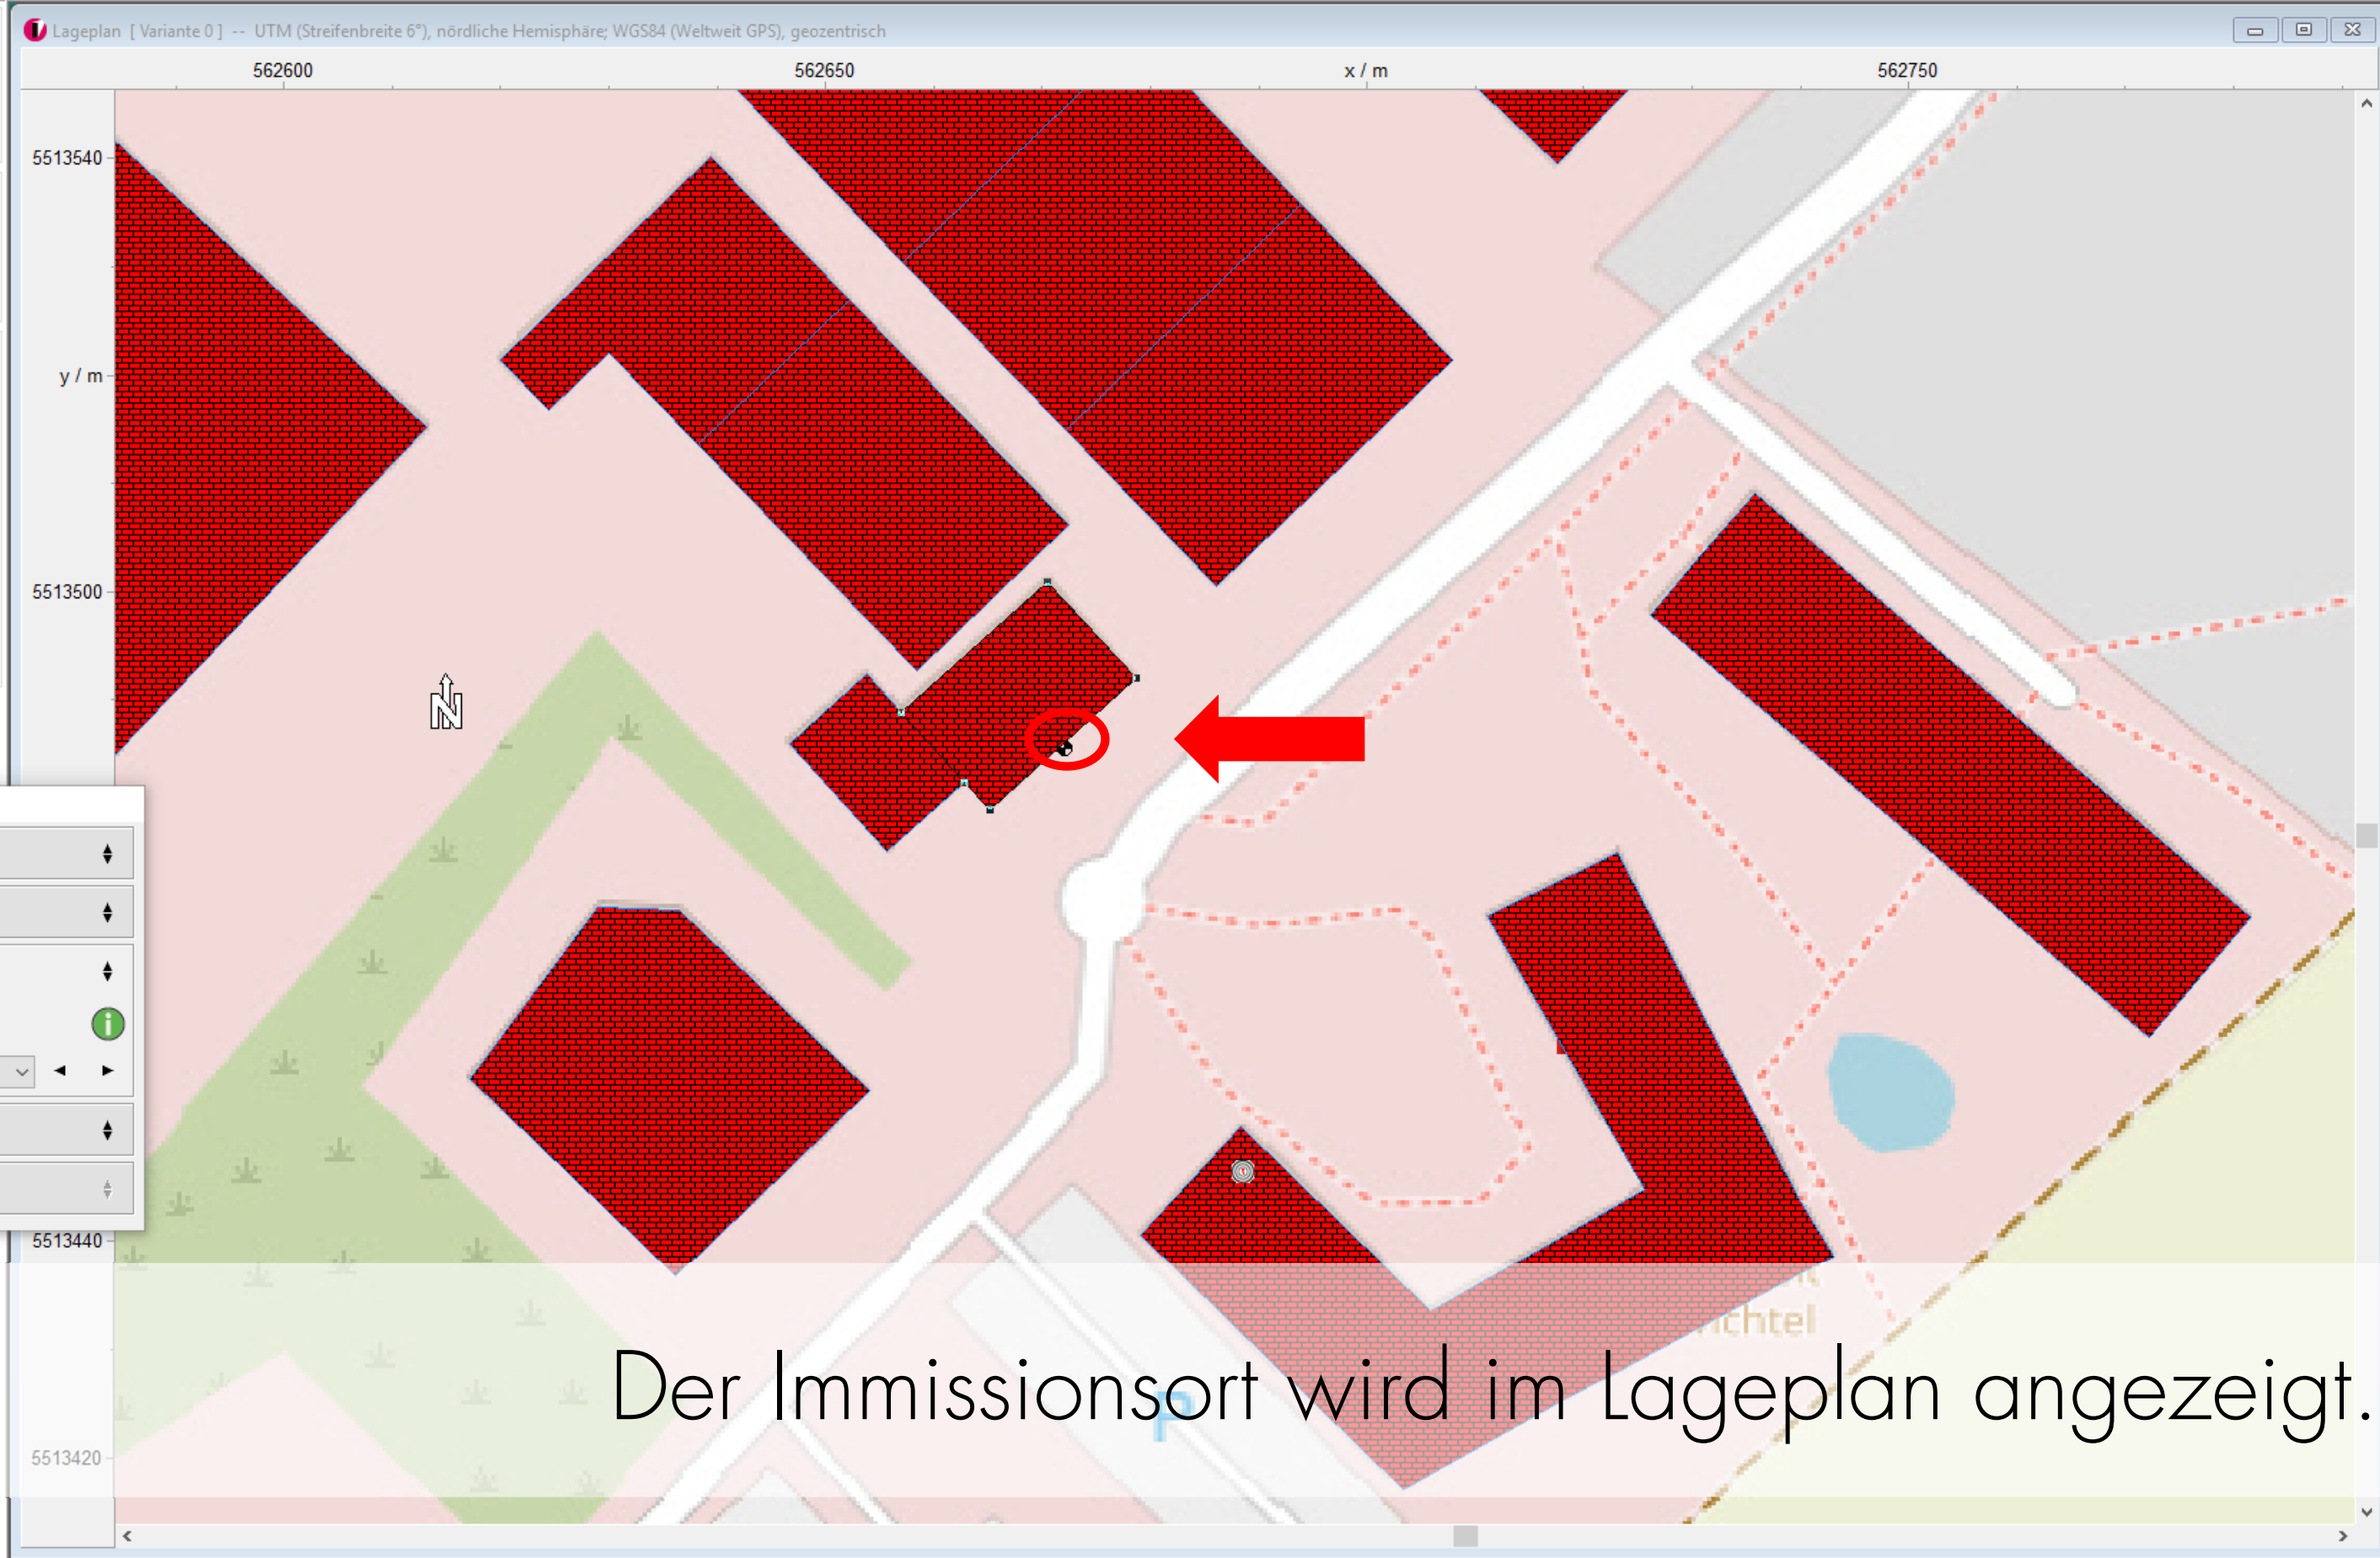 Lageplan [ Variante 0 ] -- UTM (Streifenbreite 6°), nördliche Hemisphäre; WGS84 (Weltweit GPS), geozentrisch
562600 562650 x / m 562750
5513540
y / m
5513500
N
5513440
chtel
Der Immissionsort wird im Lageplan angezeigt.
P
5513420